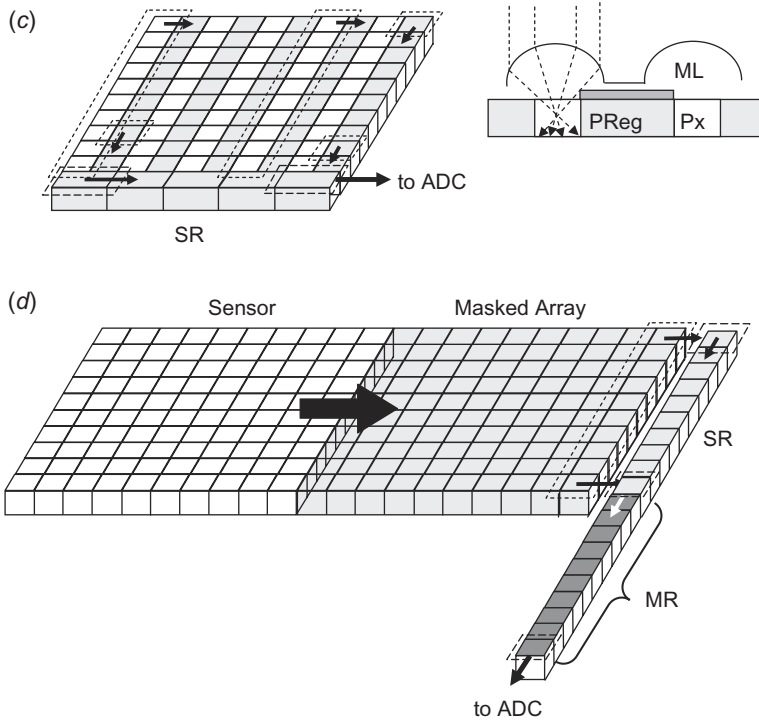 (c)
ML
PReg
Px
to ADC
SR
(d)
Sensor
Masked Array
SR
MR
to ADC